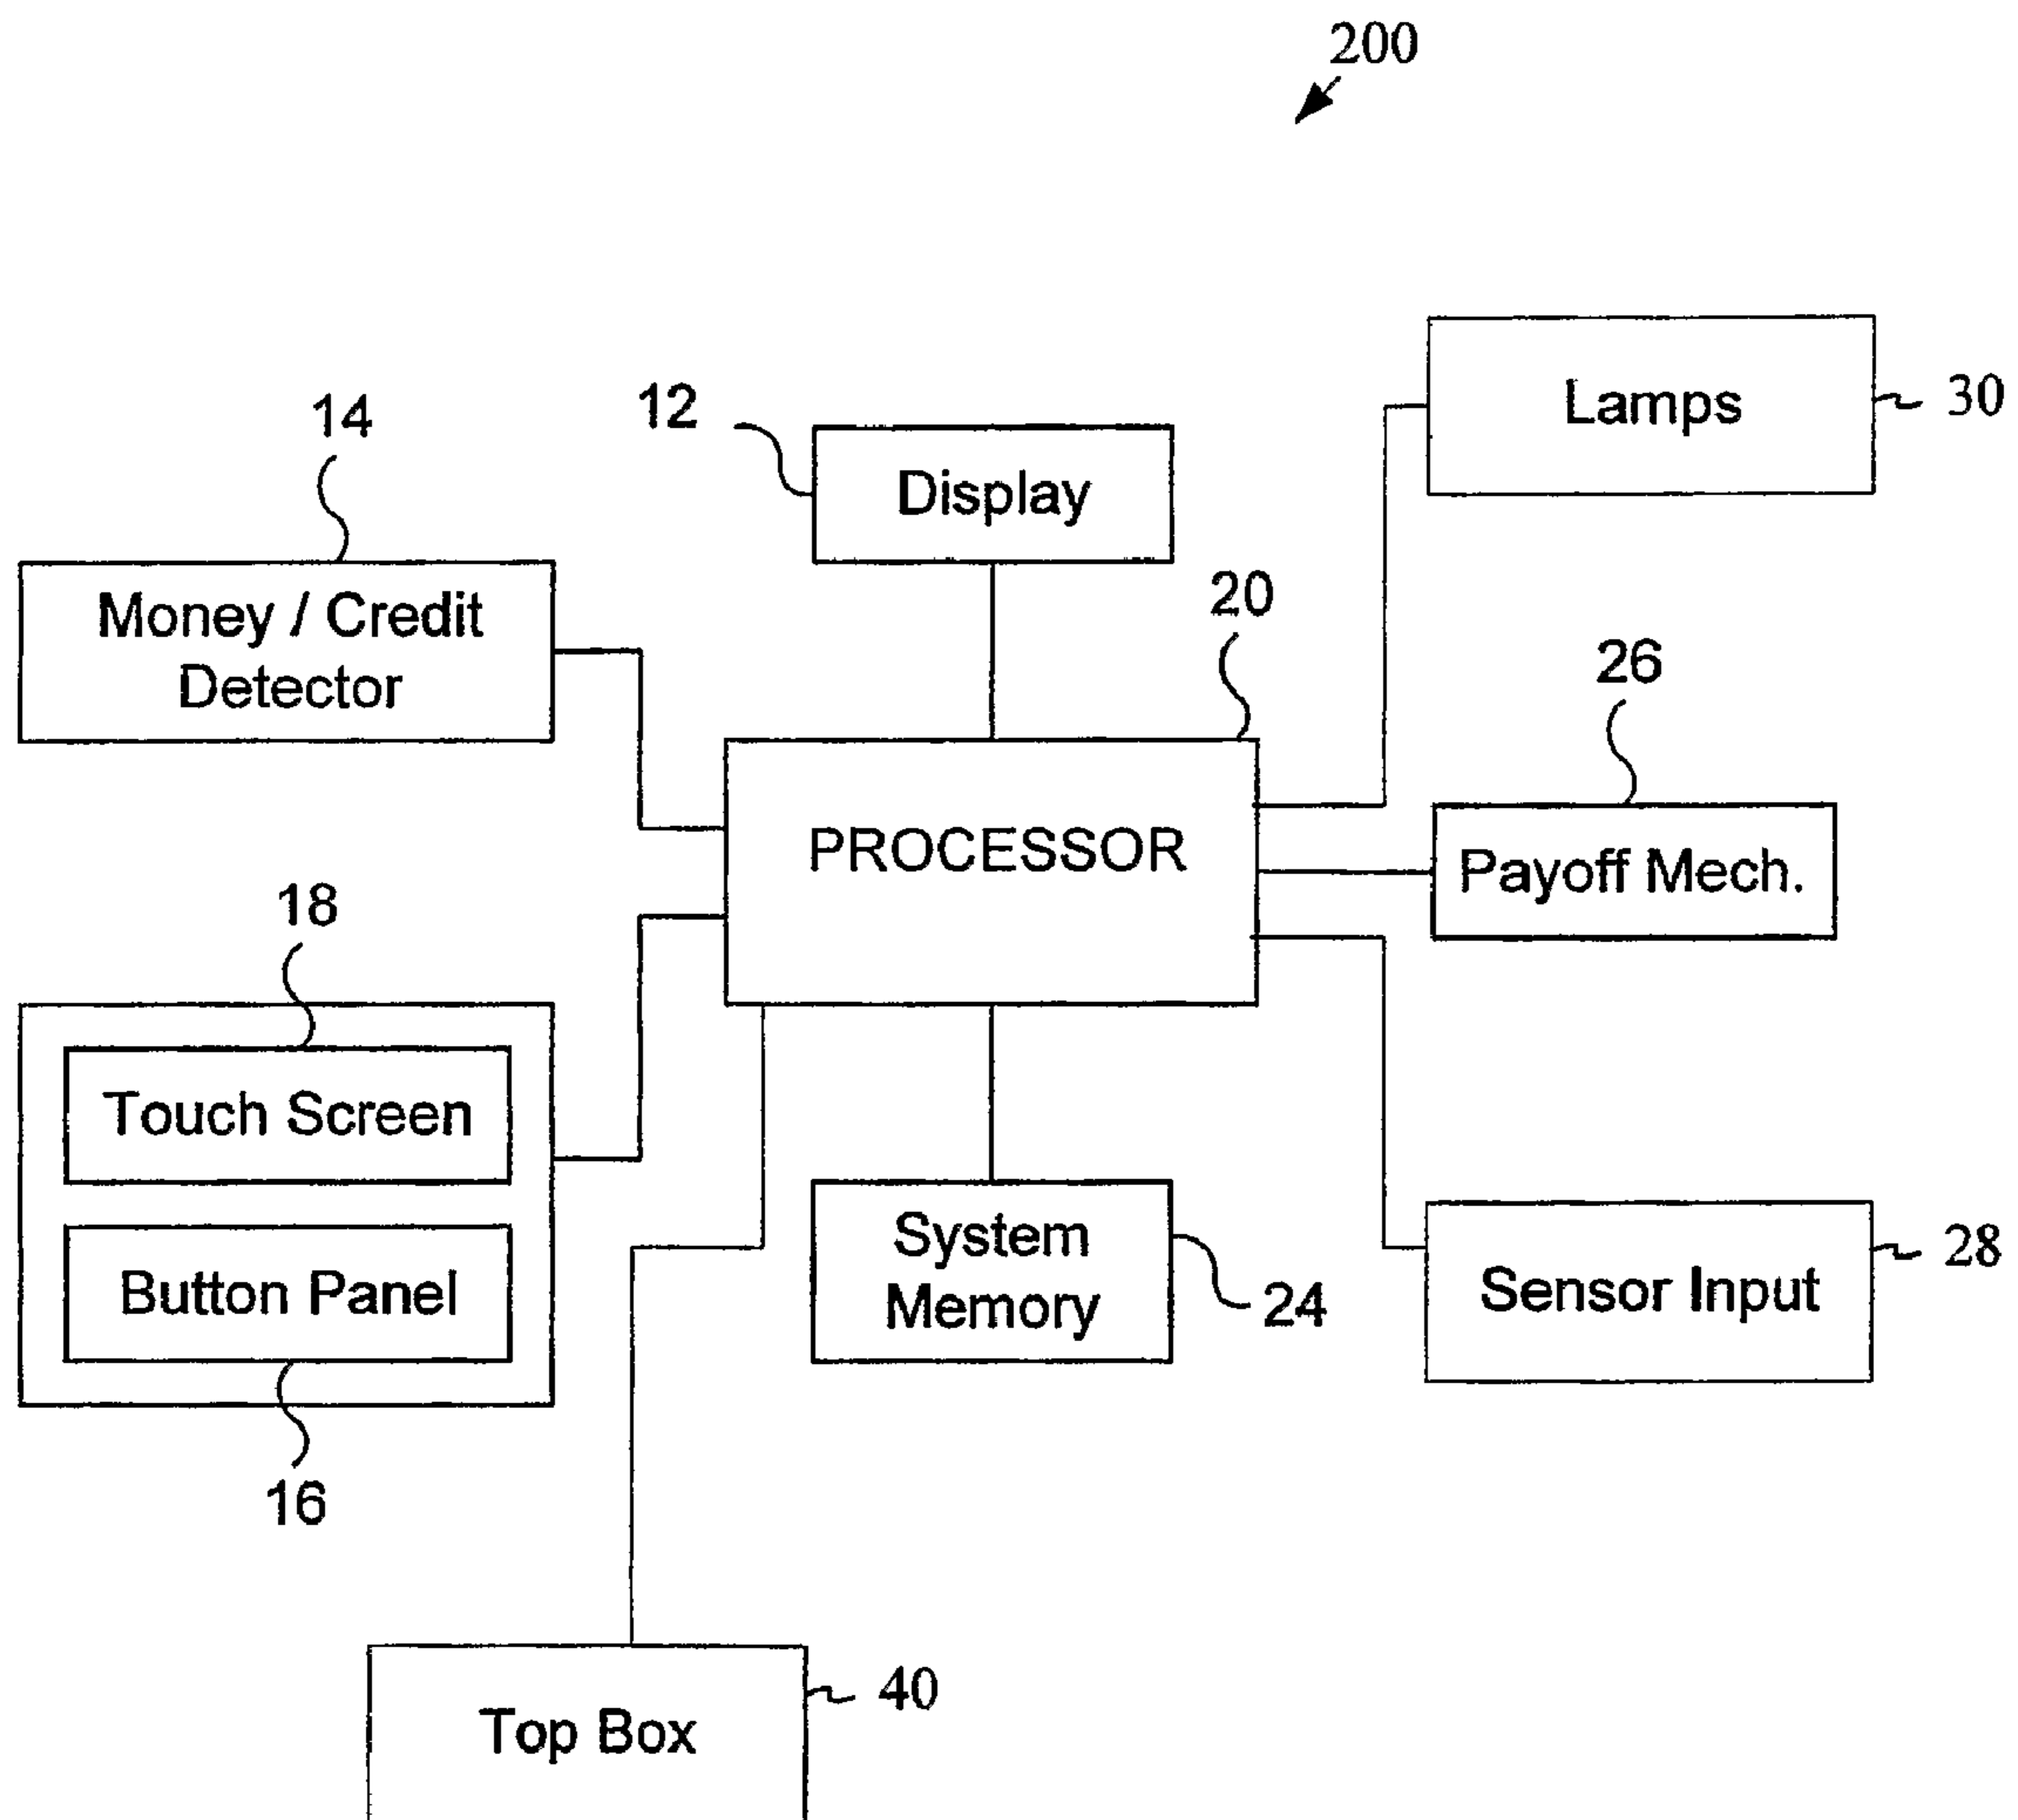 200
Lamps
30
12
Display
14
Money / Credit
Detector
20
26
PROCESSOR
Payoff Mech.
18
Touch Screen
Button Panel
16
System
Memory
24
28
Sensor Input
Top Box
40